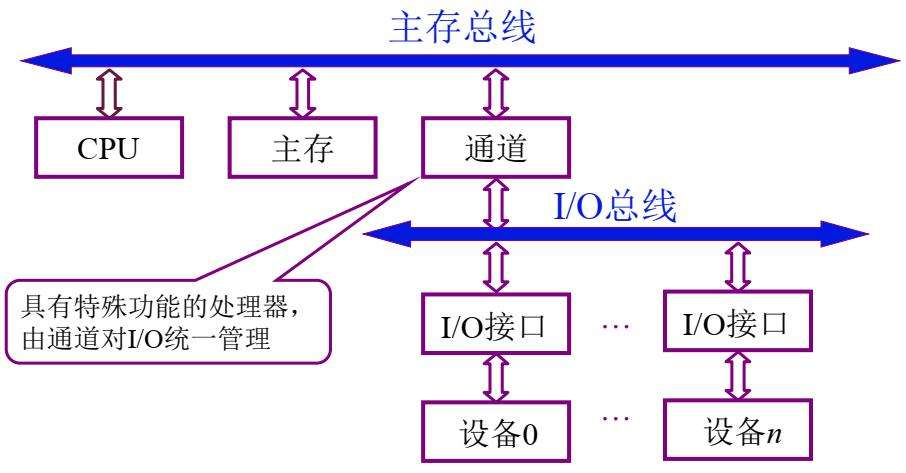 主存总线
CPU
主存
通道
I/O总线
具有特殊功能的处理器，
由通道对I/O统一管理
I/O接口
…
I/O接口
设备0
…
设备n